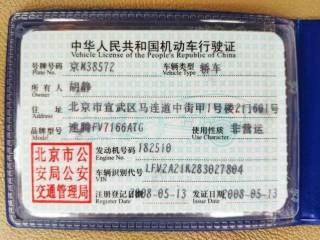 中华人民共和国机动车行驶证
Vehicle License of the People's Republic of China
号牌号码 京M38572 车辆类型 轿车
Plate No. Vehicle Type
所有人 胡静
Owner
住址 北京市宣武区马连道中街甲1号楼2门601号
Address
品牌型号 速腾FV7166ATG 使用性质 非营运
Model Use Character
北京市公安局公安交通管理局
发动机号码 182510
Engine No.
车辆识别代号 LFV2A21K283027804
VIN
注册登记日期 2008-05-13 发证日期 2008-05-13
Register Date Issue Date